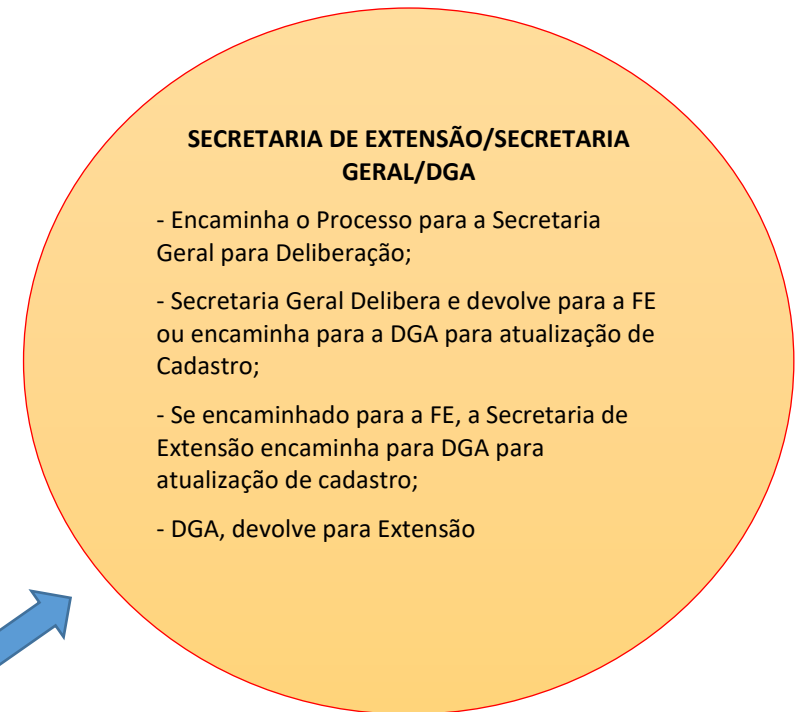 SECRETARIA DE EXTENSÃO/SECRETARIA
GERAL/DGA
- Encaminha o Processo para a Secretaria
Geral para Deliberação;
- Secretaria Geral Delibera e devolve para a FE
ou encaminha para a DGA para atualização de
Cadastro;
- Se encaminhado para a FE, a Secretaria de
Extensão encaminha para DGA para
atualização de cadastro;
- DGA, devolve para Extensão